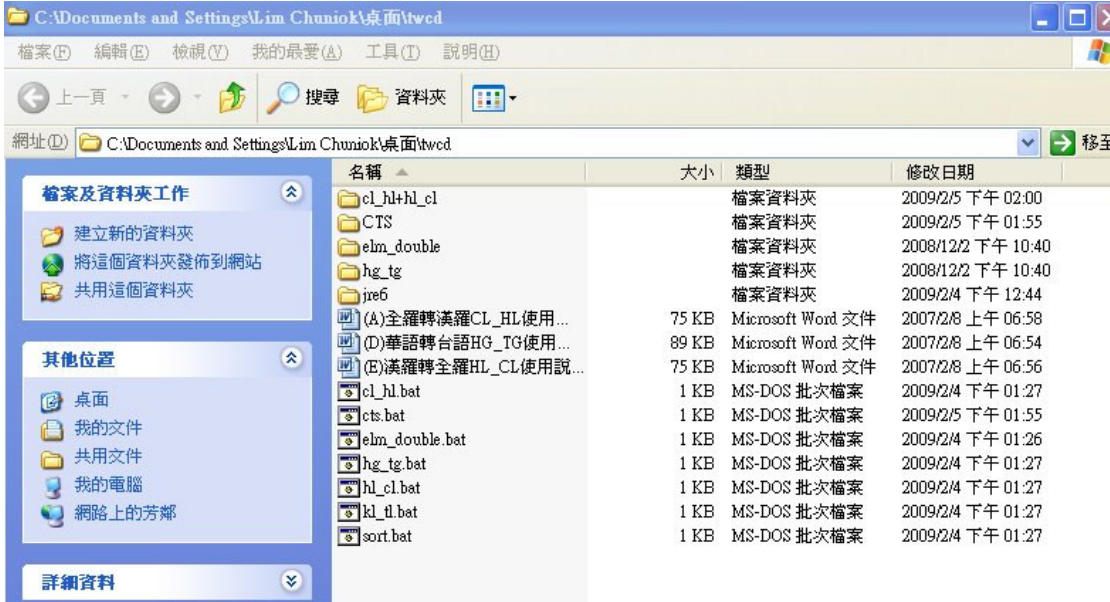 C:\Documents and Settings\Lim Chuniok\桌面\twcd
檔案(F) 編輯(E) 檢視(V) 我的最愛(A) 工具(T) 說明(H)
上一頁 搜尋 資料夾
網址(D) C:\Documents and Settings\Lim Chuniok\桌面\twcd 移至
檔案及資料夾工作
建立新的資料夾
將這個資料夾發佈到網站
共用這個資料夾
其他位置
桌面
我的文件
共用文件
我的電腦
網路上的芳鄰
詳細資料
名稱 大小 類型 修改日期
cl_hl+hl_cl 檔案資料夾 2009/2/5 下午 02:00
CTS 檔案資料夾 2009/2/5 下午 01:55
elm_double 檔案資料夾 2008/12/2 下午 10:40
hg_tg 檔案資料夾 2008/12/2 下午 10:40
jre6 檔案資料夾 2009/2/4 下午 12:44
(A)全羅轉漢羅CL_HL使用... 75 KB Microsoft Word 文件 2007/2/8 上午 06:58
(D)華語轉台語HG_TG使用... 89 KB Microsoft Word 文件 2007/2/8 上午 06:54
(E)漢羅轉全羅HL_CL使用說... 75 KB Microsoft Word 文件 2007/2/8 上午 06:56
cl_hl.bat 1 KB MS-DOS 批次檔案 2009/2/4 下午 01:27
cts.bat 1 KB MS-DOS 批次檔案 2009/2/5 下午 01:55
elm_double.bat 1 KB MS-DOS 批次檔案 2009/2/4 下午 01:26
hg_tg.bat 1 KB MS-DOS 批次檔案 2009/2/4 下午 01:27
hl_cl.bat 1 KB MS-DOS 批次檔案 2009/2/4 下午 01:27
kl_tl.bat 1 KB MS-DOS 批次檔案 2009/2/4 下午 01:27
sort.bat 1 KB MS-DOS 批次檔案 2009/2/4 下午 01:27